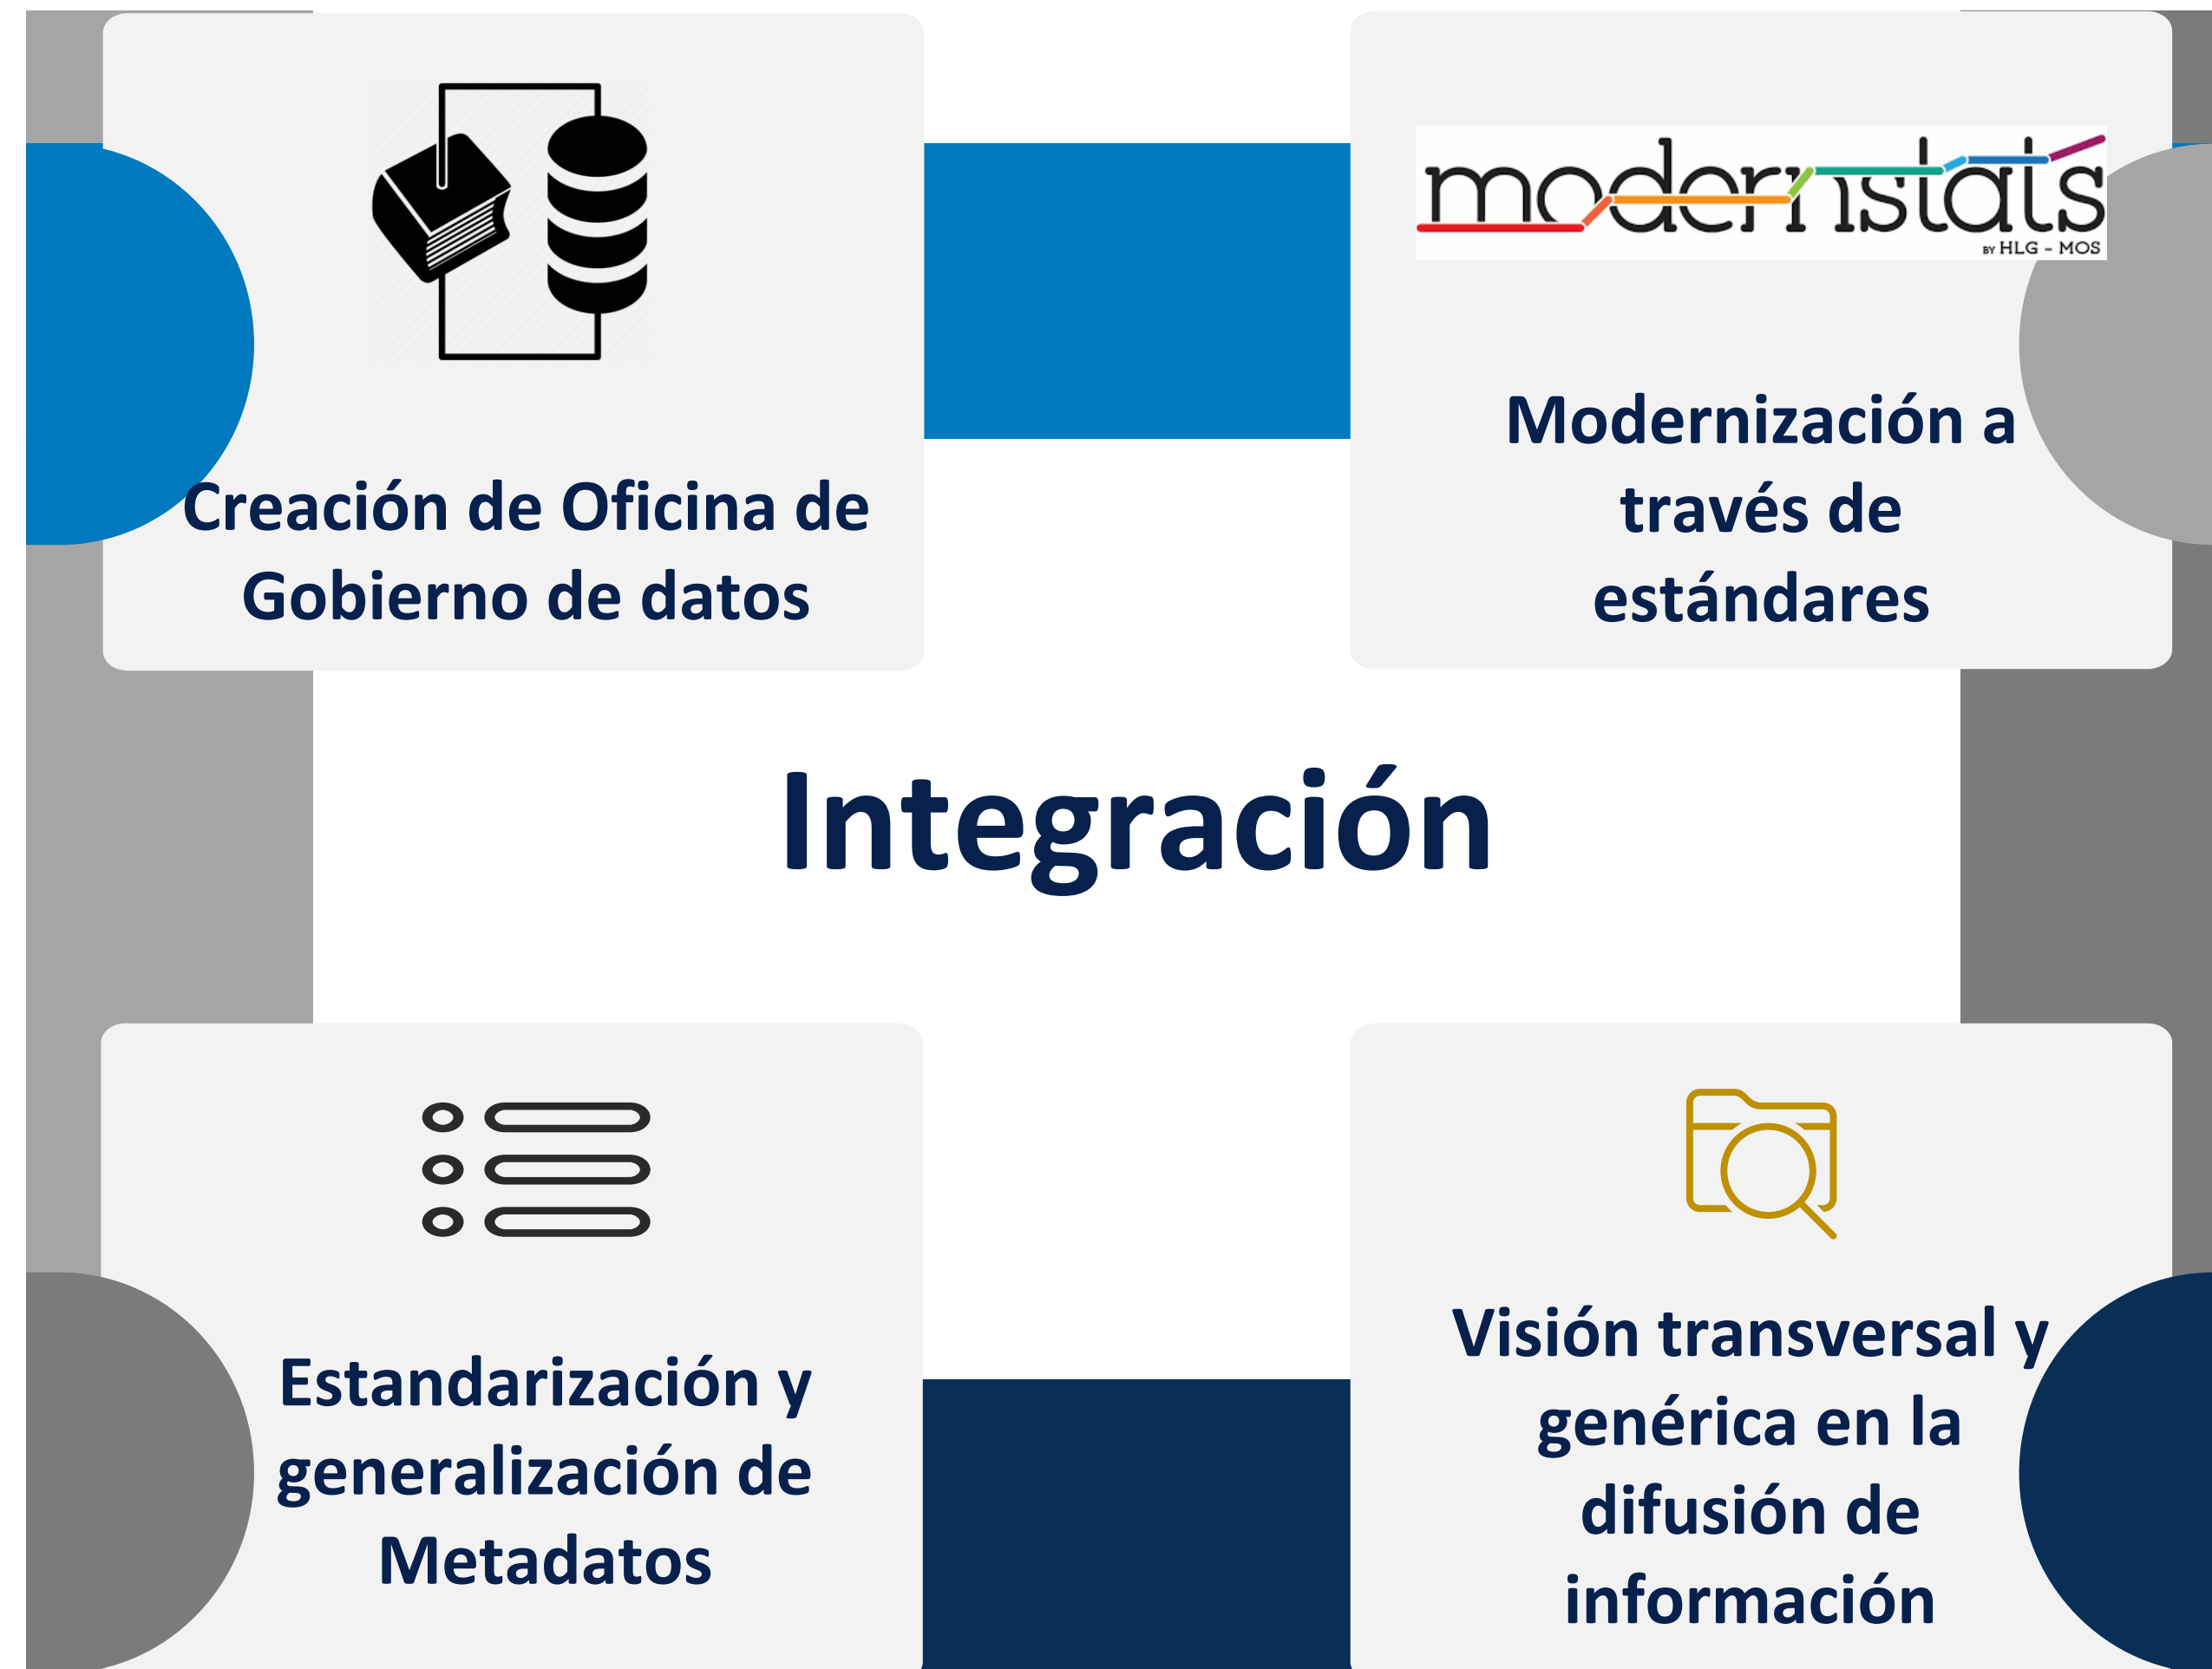 modernstats
BY HLG - MOS
Creación de Oficina de
Gobierno de datos
Modernización a
través de
estándares
Integración
Estandarización y
generalización de
Metadatos
Visión transversal y
genérica en la
difusión de
información